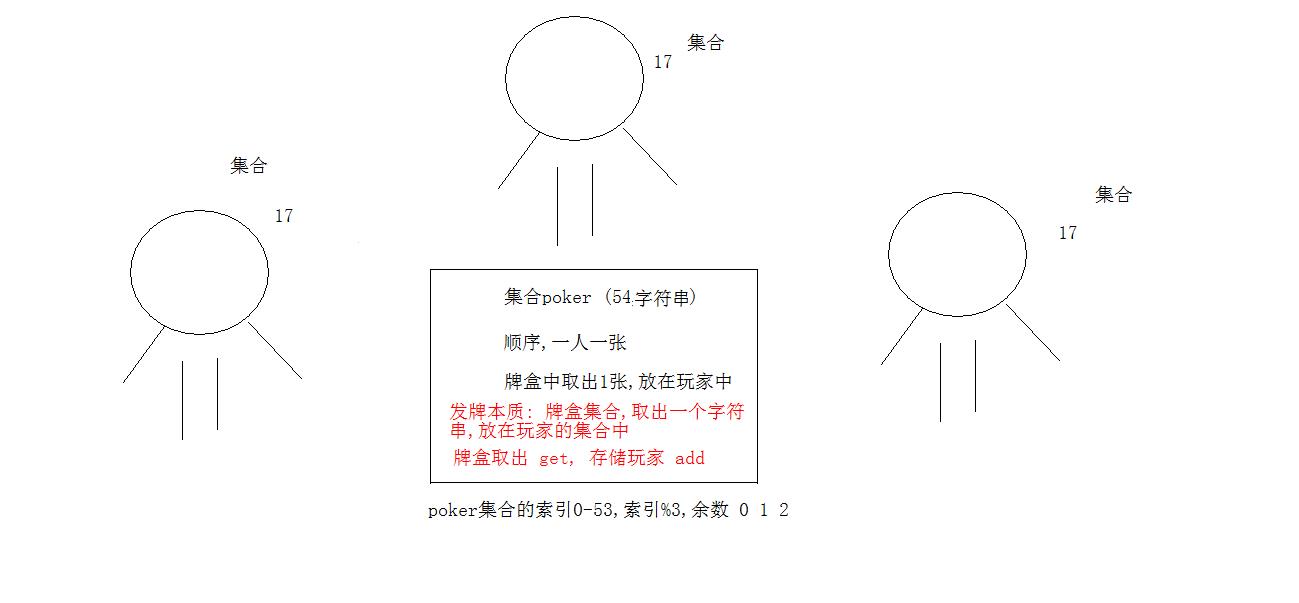 集合
17
集合
17
集合
17
集合poker (54字符串)
顺序,一人一张
牌盒中取出1张,放在玩家中
发牌本质: 牌盒集合,取出一个字符
串,放在玩家的集合中
牌盒取出 get, 存储玩家 add
poker集合的索引0-53,索引%3,余数 0 1 2